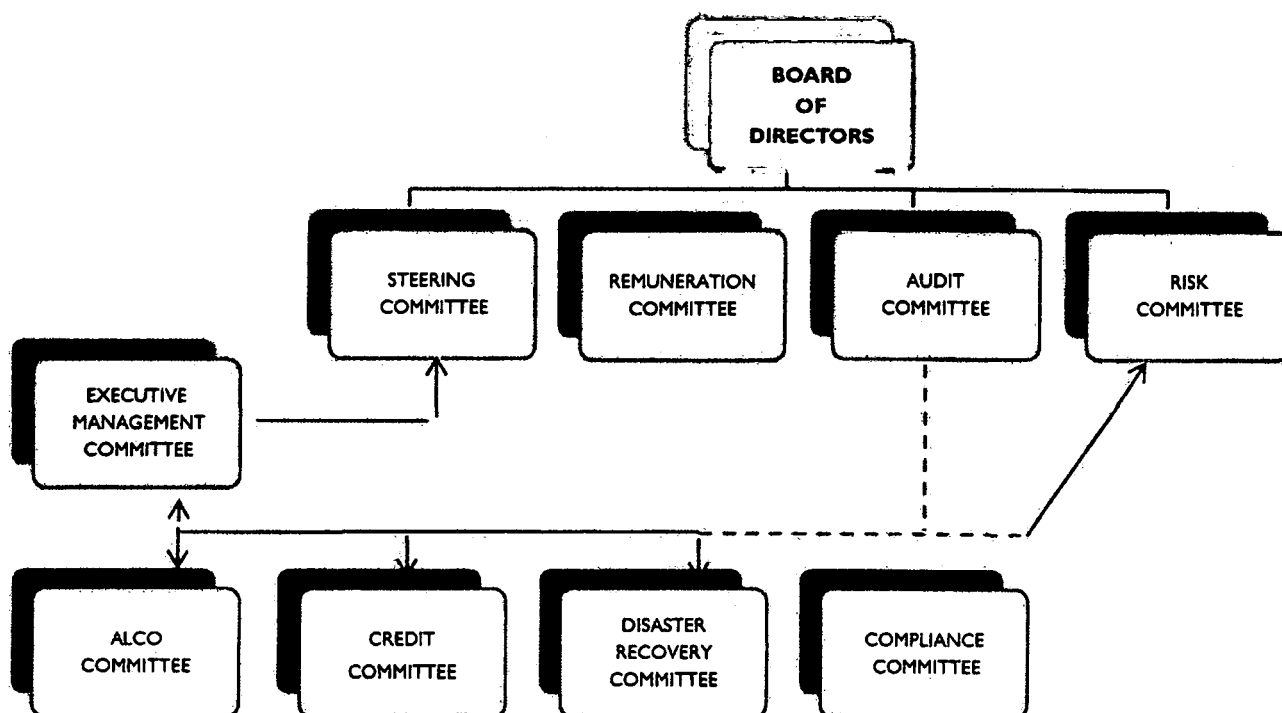 BOARD
OF
DIRECTORS
STEERING
COMMITTEE
REMUNERATION
COMMITTEE
AUDIT
COMMITTEE
RISK
COMMITTEE
EXECUTIVE
MANAGEMENT
COMMITTEE
ALCO
COMMITTEE
CREDIT
COMMITTEE
DISASTER
RECOVERY
COMMITTEE
COMPLIANCE
COMMITTEE